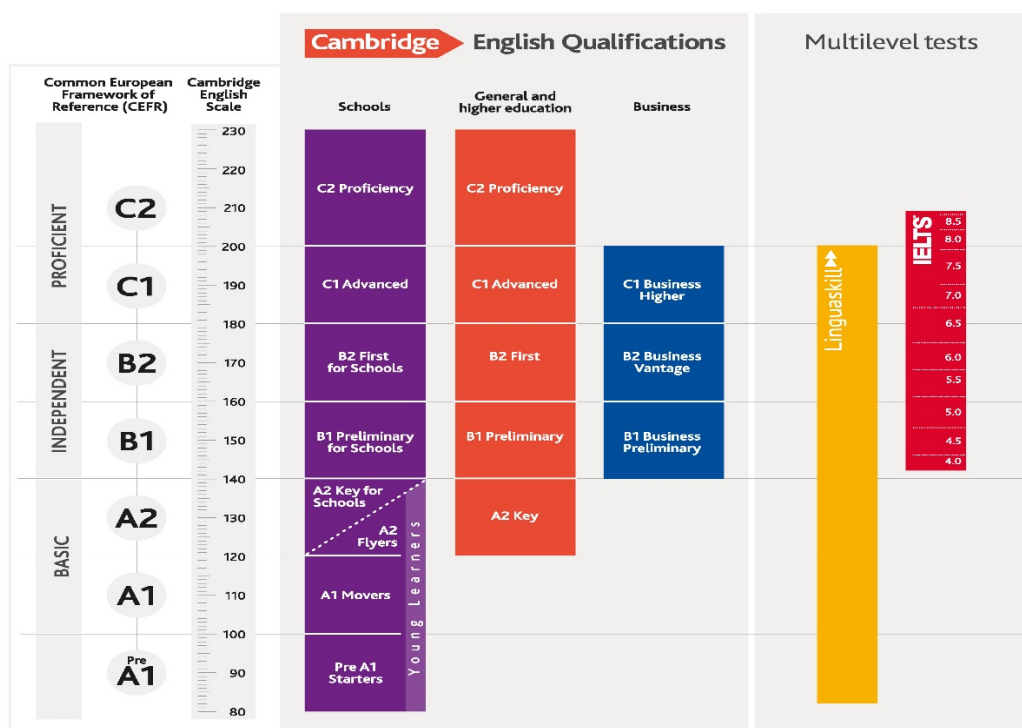 Cambridge English Qualifications
Multilevel tests
Common European
Framework of
Reference (CEFR)
Cambridge
English
Scale
Schools
General and
higher education
Business
PROFICIENT
INDEPENDENT
BASIC
C2
C1
B2
B1
A2
A1
Pre
A1
230
220
210
200
190
180
170
160
150
140
130
120
110
100
90
80
C2 Proficiency
C1 Advanced
B2 First
for Schools
B1 Preliminary
for Schools
A2 Key for
Schools
A2
Flyers
A1 Movers
Pre A1
Starters
Young Learners
C2 Proficiency
C1 Advanced
B2 First
B1 Preliminary
A2 Key
C1 Business
Higher
B2 Business
Vantage
B1 Business
Preliminary
Linguaskill
IELTS
8.5
8.0
7.5
7.0
6.5
6.0
5.5
5.0
4.5
4.0